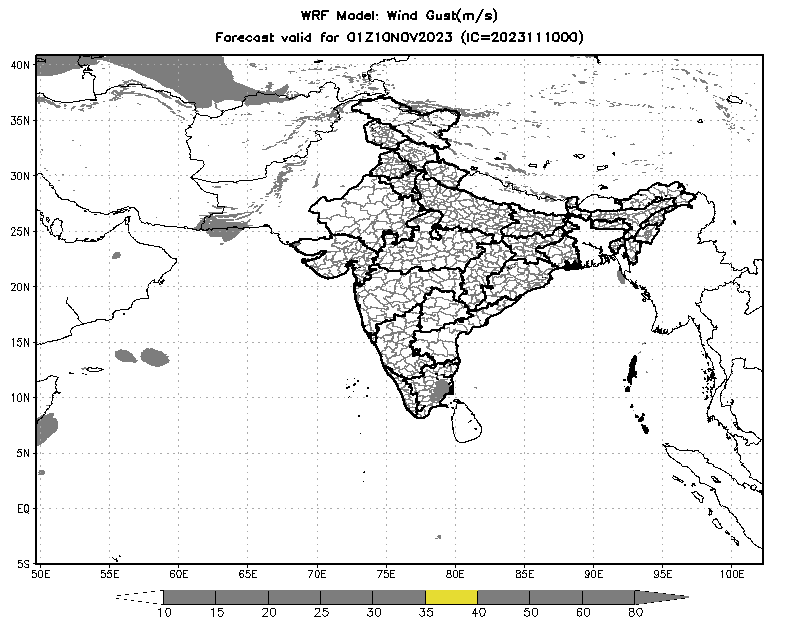 WRF Model: Wind Gust(m/s)
Forecast valid for 01Z10NOV2023 (IC=2023111000)
40N
35N
30N
25N
20N
15N
10N
5N
EQ
5S
50E 55E 60E 65E 70E 75E 80E 85E 90E 95E 100E
10 15 20 25 30 35 40 50 60 80